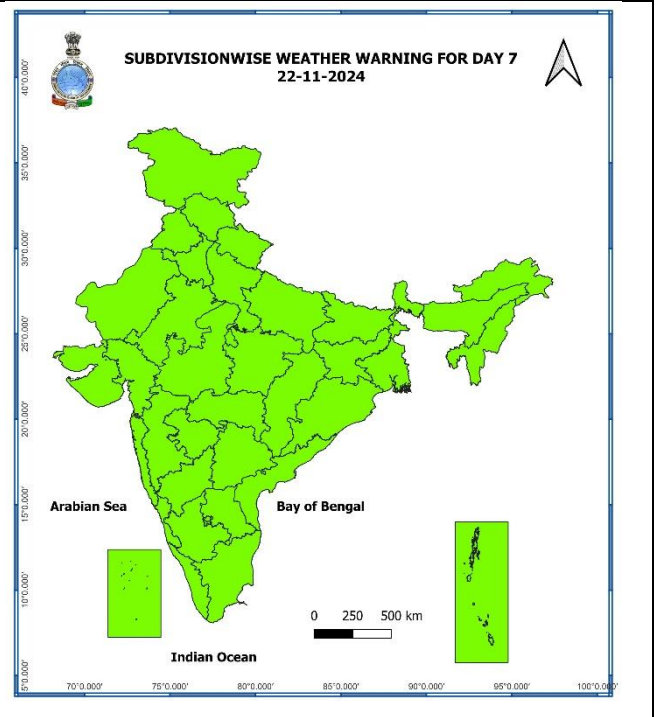 SUBDIVISIONWISE WEATHER WARNING FOR DAY 7
22-11-2024
40°0.000'
35°0.000'
30°0.000'
25°0.000'
20°0.000'
15°0.000'
10°0.000'
5°0.000'
Arabian Sea
Bay of Bengal
0 250 500 km
Indian Ocean
70°0.000' 75°0.000' 80°0.000' 85°0.000' 90°0.000' 95°0.000' 100°0.000'